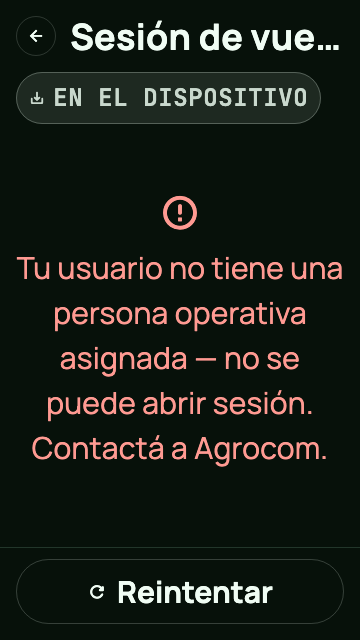 Sesión de vue...
EN EL DISPOSITIVO
Tu usuario no tiene una
persona operativa
asignada — no se
puede abrir sesión.
Contactá a Agrocom.
Reintentar